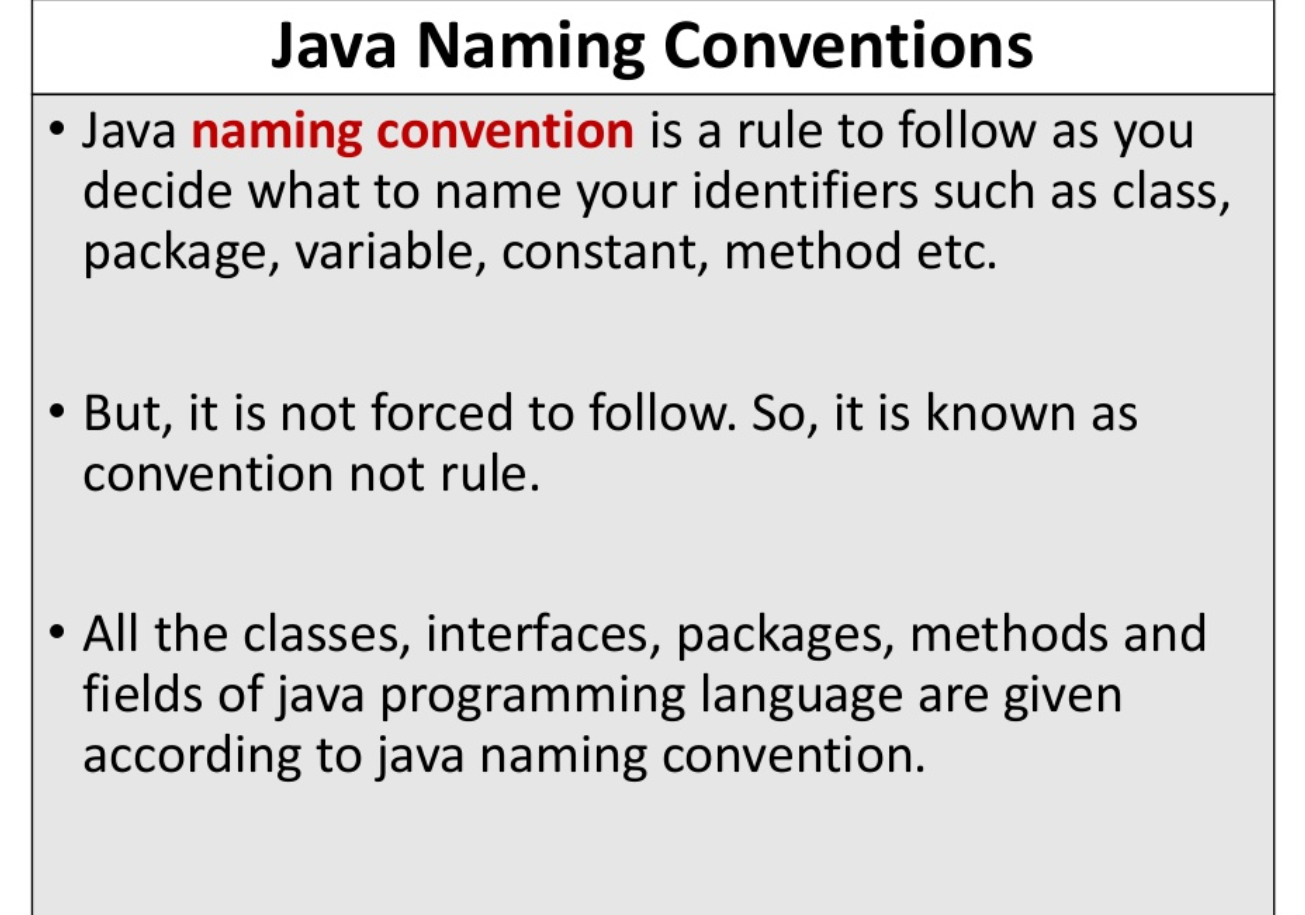 Java Naming Conventions
• Java naming convention is a rule to follow as you
decide what to name your identifiers such as class,
package, variable, constant, method etc.
• But, it is not forced to follow. So, it is known as
convention not rule.
• All the classes, interfaces, packages, methods and
fields of java programming language are given
according to java naming convention.